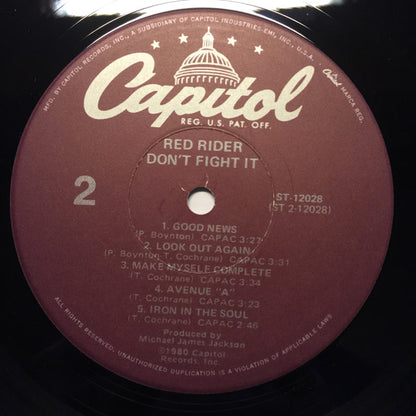 MFD. BY CAPITOL RECORDS, INC., A SUBSIDIARY OF CAPITOL INDUSTRIES-EMI, INC., U.S.A.
Capitol
MARCA REG.
Capitol
REG. U.S. PAT. OFF.
RED RIDER
DON'T FIGHT IT
2
ST-12028
(ST 2-12028)
1. GOOD NEWS
(P. Boynton) CAPAC 3:27
2. LOOK OUT AGAIN
(P. Boynton T. Cochrane) CAPAC 3:31
3. MAKE MYSELF COMPLETE
(T. Cochrane) CAPAC 3:34
4. AVENUE "A"
(T. Cochrane) CAPAC 3:23
5. IRON IN THE SOUL
(T. Cochrane) CAPAC 2:46
Produced by
Michael James Jackson
©1980 Capitol
Records, Inc.
ALL RIGHTS RESERVED. UNAUTHORIZED DUPLICATION IS A VIOLATION OF APPLICABLE LAWS